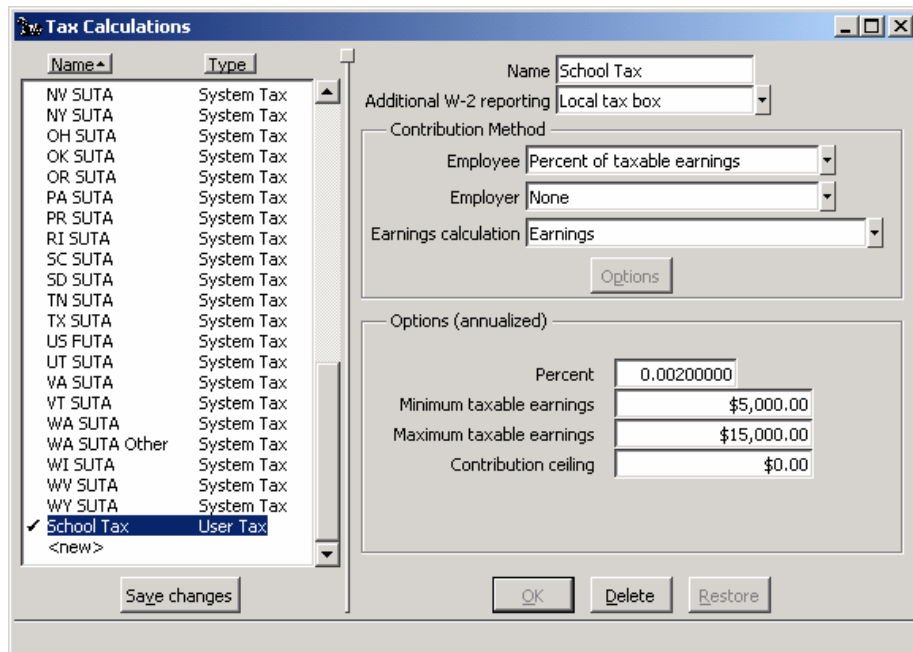 Tax Calculations
Name Type
NV SUTA System Tax
NY SUTA System Tax
OH SUTA System Tax
OK SUTA System Tax
OR SUTA System Tax
PA SUTA System Tax
PR SUTA System Tax
RI SUTA System Tax
SC SUTA System Tax
SD SUTA System Tax
TN SUTA System Tax
TX SUTA System Tax
US FUTA System Tax
UT SUTA System Tax
VA SUTA System Tax
VT SUTA System Tax
WA SUTA System Tax
WA SUTA Other System Tax
WI SUTA System Tax
WV SUTA System Tax
WY SUTA System Tax
School Tax User Tax
<new>
Save changes
Name School Tax
Additional W-2 reporting Local tax box
Contribution Method
Employee Percent of taxable earnings
Employer None
Earnings calculation Earnings
Options
Options (annualized)
Percent 0.00200000
Minimum taxable earnings $5,000.00
Maximum taxable earnings $15,000.00
Contribution ceiling $0.00
OK Delete Restore